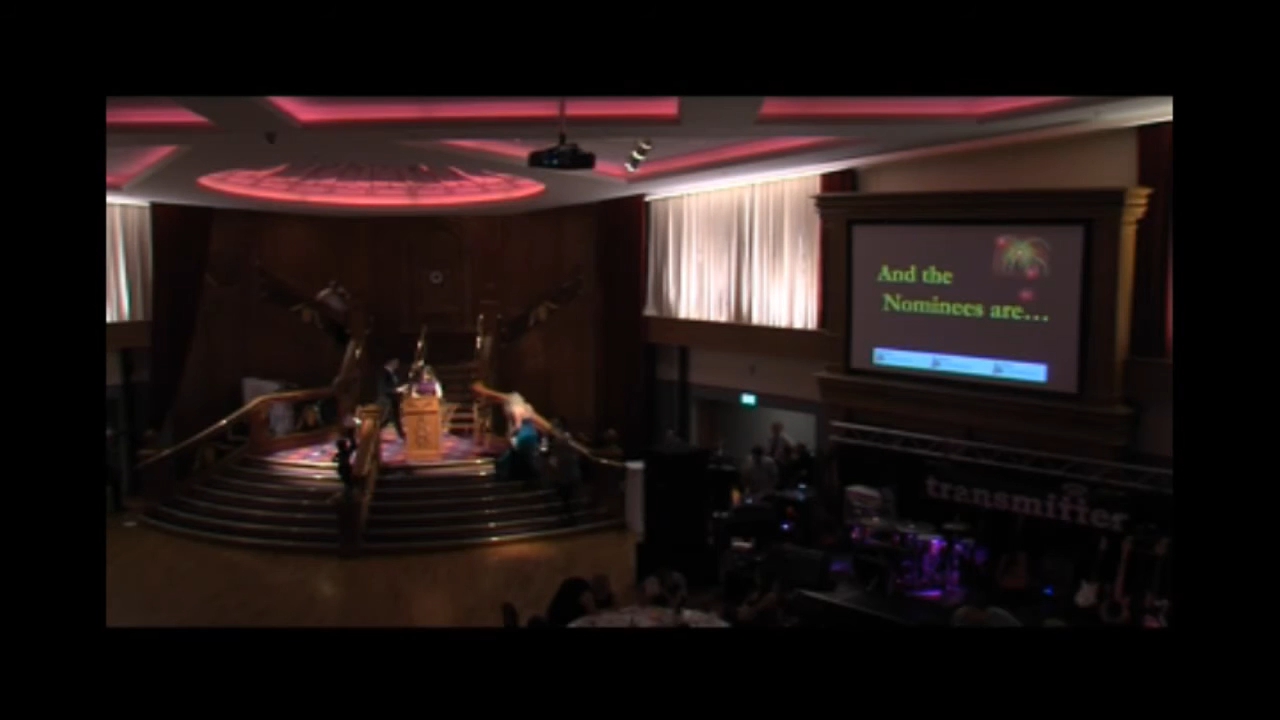 And the
Nominees are...
transmitter